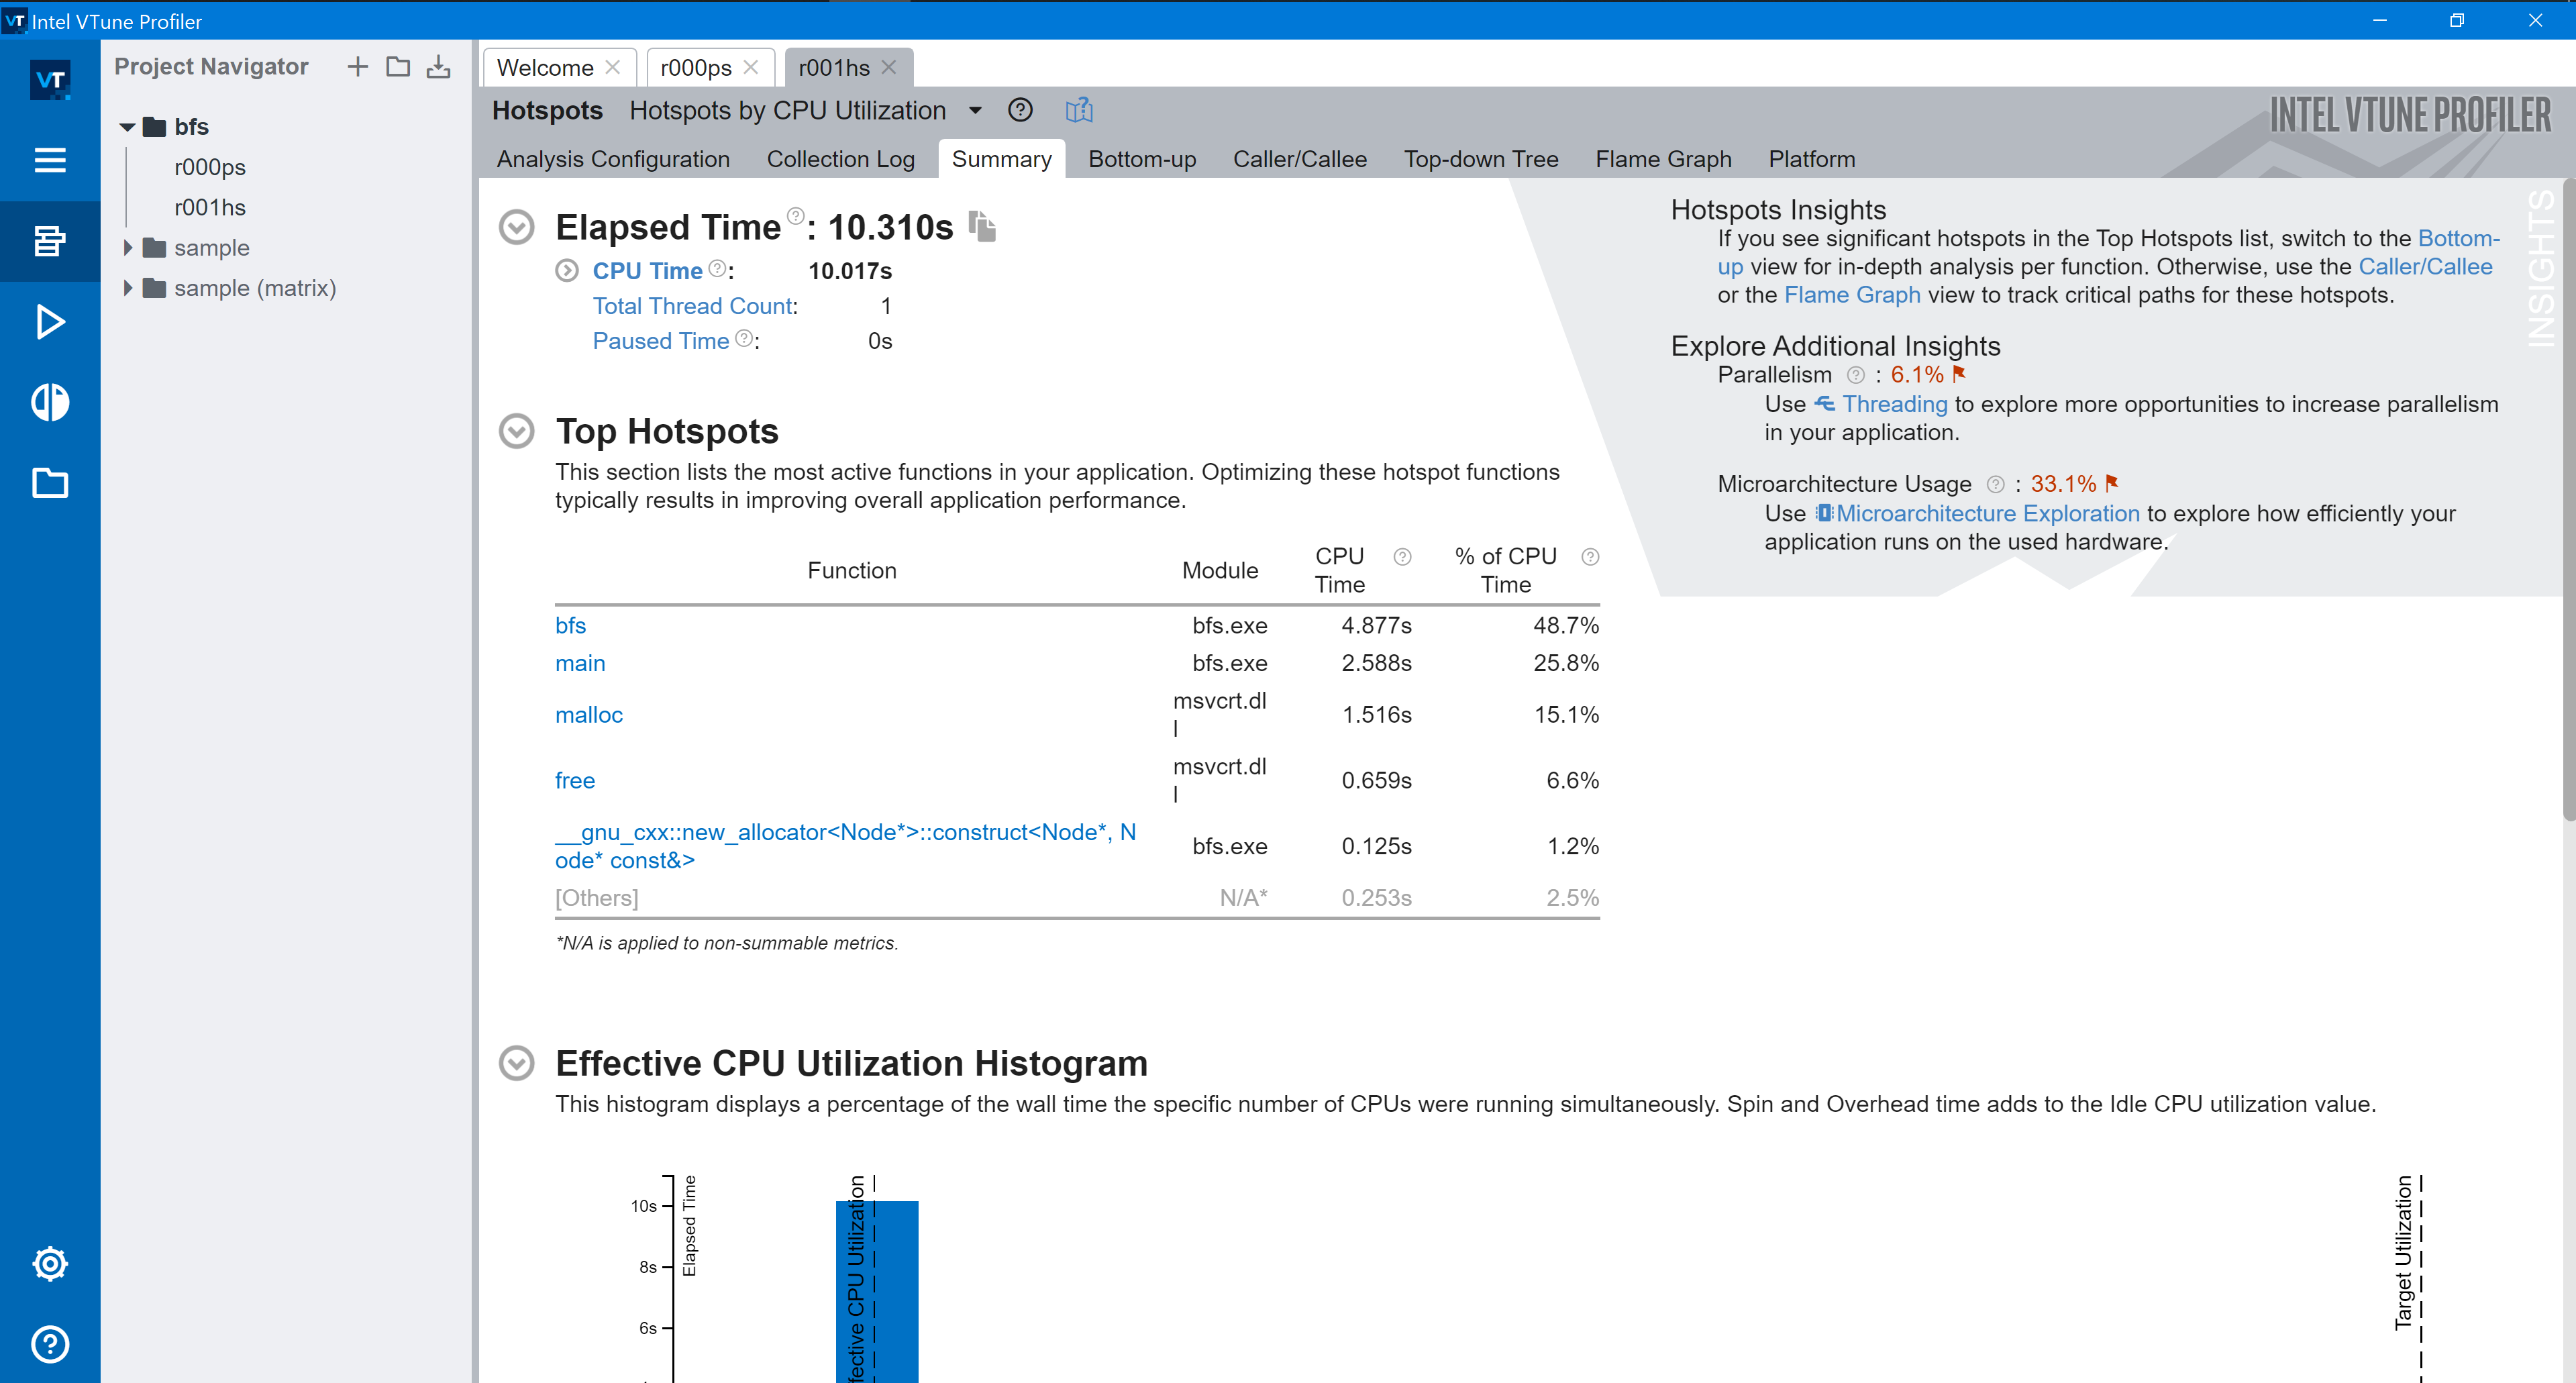 VT Intel VTune Profiler
VT
Project Navigator
bfs
r000ps
r001hs
sample
sample (matrix)
Welcome
r000ps
r001hs
Hotspots Hotspots by CPU Utilization
INTEL VTUNE PROFILER
Analysis Configuration Collection Log Summary Bottom-up Caller/Callee Top-down Tree Flame Graph Platform
Elapsed Time ?: 10.310s
CPU Time ?: 10.017s
Total Thread Count: 1
Paused Time ?: 0s
Hotspots Insights
If you see significant hotspots in the Top Hotspots list, switch to the Bottom-
up view for in-depth analysis per function. Otherwise, use the Caller/Callee
or the Flame Graph view to track critical paths for these hotspots.
Explore Additional Insights
Parallelism ? : 6.1%
Use Threading to explore more opportunities to increase parallelism
in your application.
Microarchitecture Usage ? : 33.1%
Use Microarchitecture Exploration to explore how efficiently your
application runs on the used hardware.
INSIGHTS
Top Hotspots
This section lists the most active functions in your application. Optimizing these hotspot functions
typically results in improving overall application performance.
Function Module CPU Time ? % of CPU Time ?
bfs bfs.exe 4.877s 48.7%
main bfs.exe 2.588s 25.8%
malloc msvcrt.dl
l 1.516s 15.1%
free msvcrt.dl
l 0.659s 6.6%
__gnu_cxx::new_allocator<Node*>::construct<Node*, N
ode* const&> bfs.exe 0.125s 1.2%
[Others] N/A* 0.253s 2.5%
*N/A is applied to non-summable metrics.
Effective CPU Utilization Histogram
This histogram displays a percentage of the wall time the specific number of CPUs were running simultaneously. Spin and Overhead time adds to the Idle CPU utilization value.
10s
8s
6s
Elapsed Time
fective CPU Utilization
Target Utilization